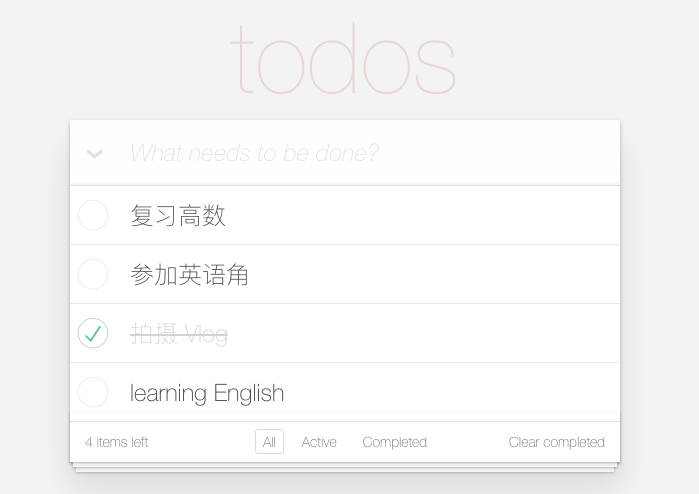 todos
What needs to be done?
复习高数
参加英语角
拍摄 Vlog
learning English
4 items left All Active Completed Clear completed